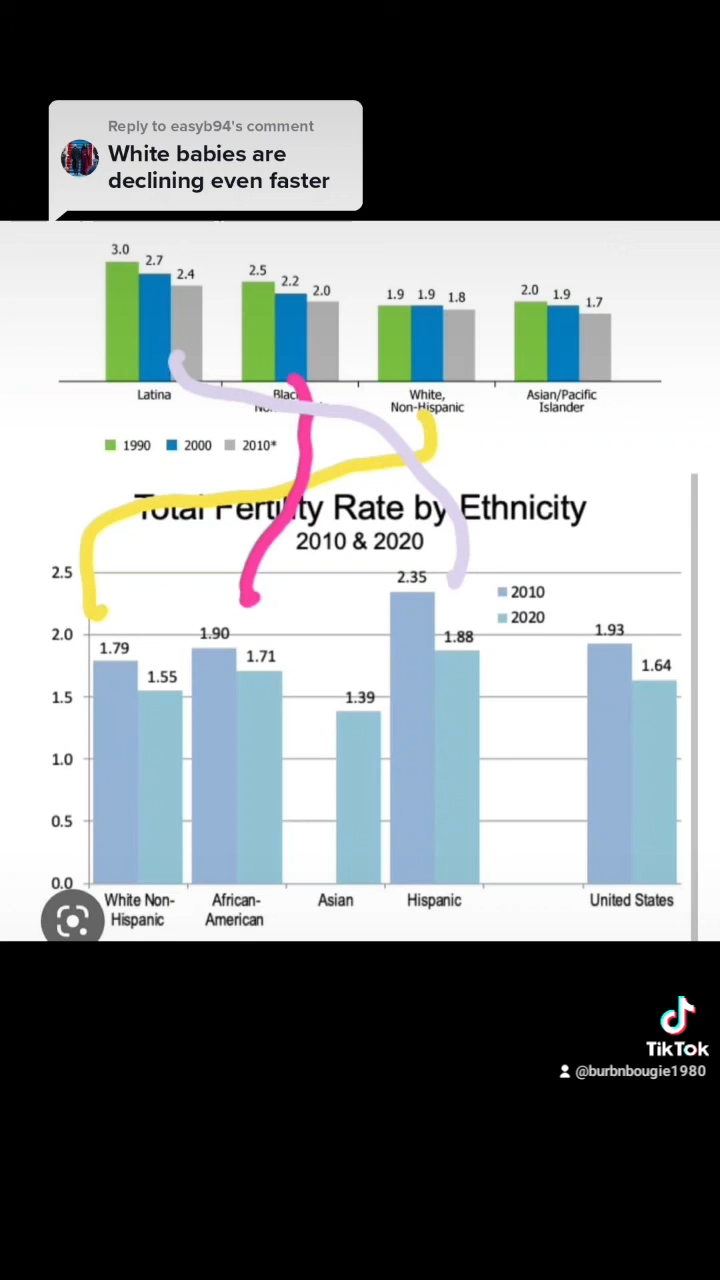 Reply to easyb94's comment
White babies are
declining even faster
3.0
2.7
2.4
2.5
2.2
2.0
1.9 1.9 1.8
2.0 1.9 1.7
Latina
White,
Non-Hispanic
Asian/Pacific
Islander
1990 2000 2010*
Total Fertility Rate by Ethnicity
2010 & 2020
2.5
2.0
1.5
1.0
0.5
0.0
1.79
1.55
1.90
1.71
1.39
2.35
1.88
1.93
1.64
2010
2020
White Non-
Hispanic
African-
American
Asian
Hispanic
United States
TikTok
@burbnbougie1980